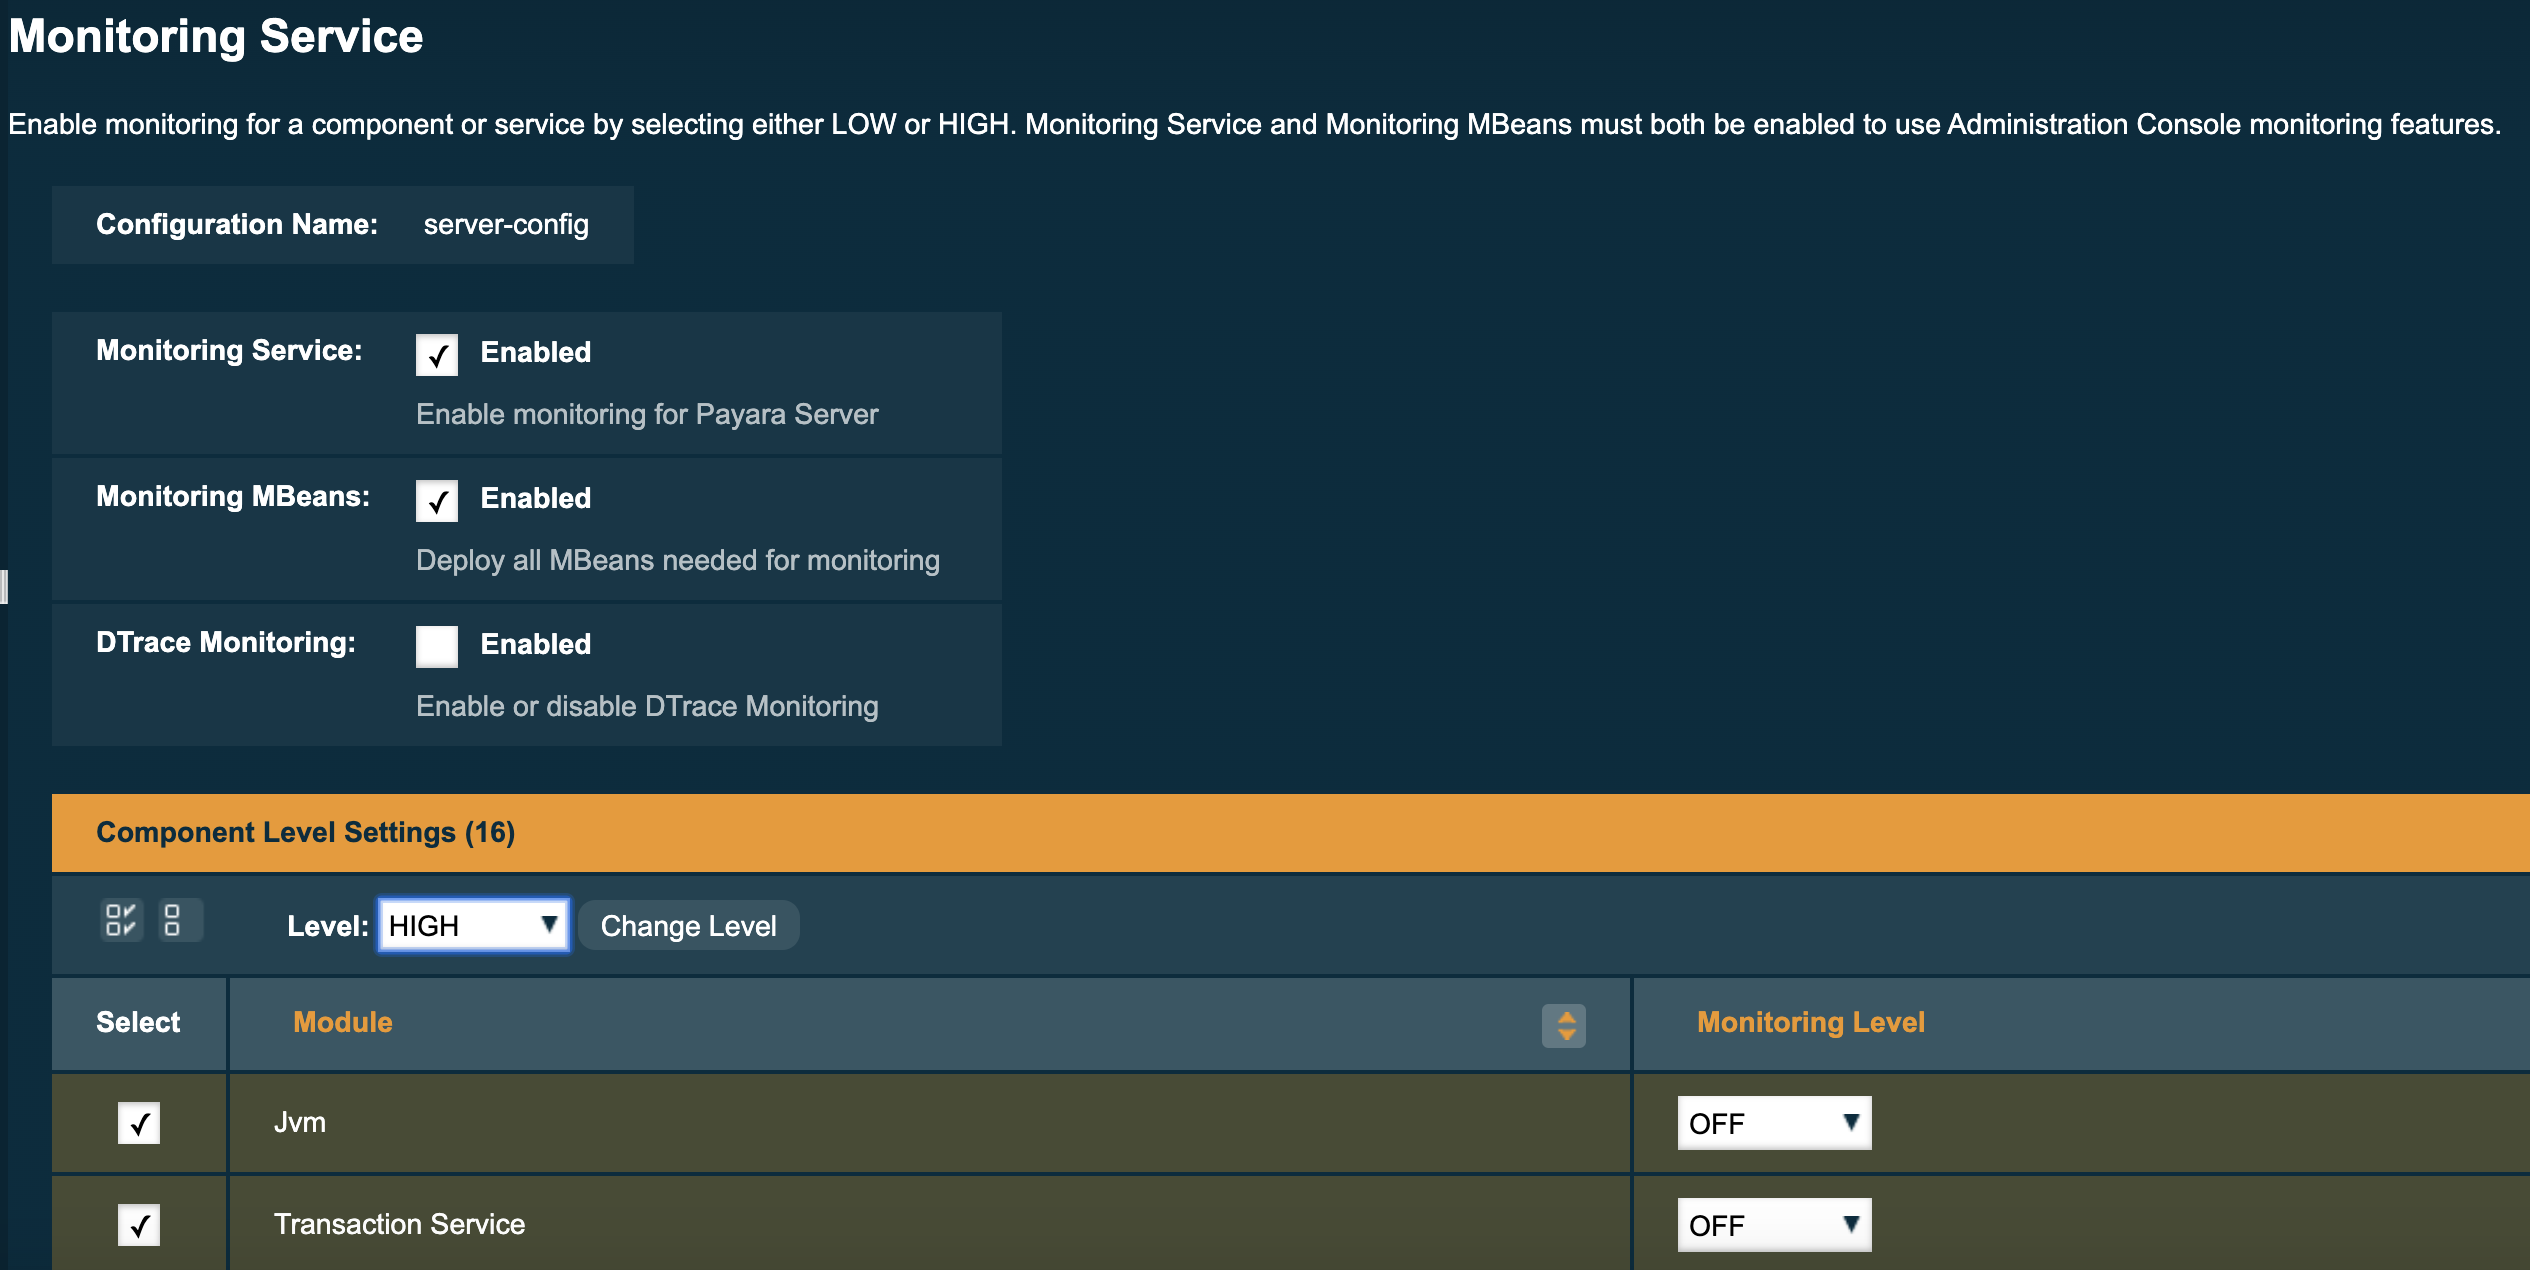 Monitoring Service
Enable monitoring for a component or service by selecting either LOW or HIGH. Monitoring Service and Monitoring MBeans must both be enabled to use Administration Console monitoring features.
Configuration Name: server-config
Monitoring Service: Enabled
Enable monitoring for Payara Server
Monitoring MBeans: Enabled
Deploy all MBeans needed for monitoring
DTrace Monitoring: Enabled
Enable or disable DTrace Monitoring
Component Level Settings (16)
Level: HIGH Change Level
Select Module Monitoring Level
Jvm OFF
Transaction Service OFF